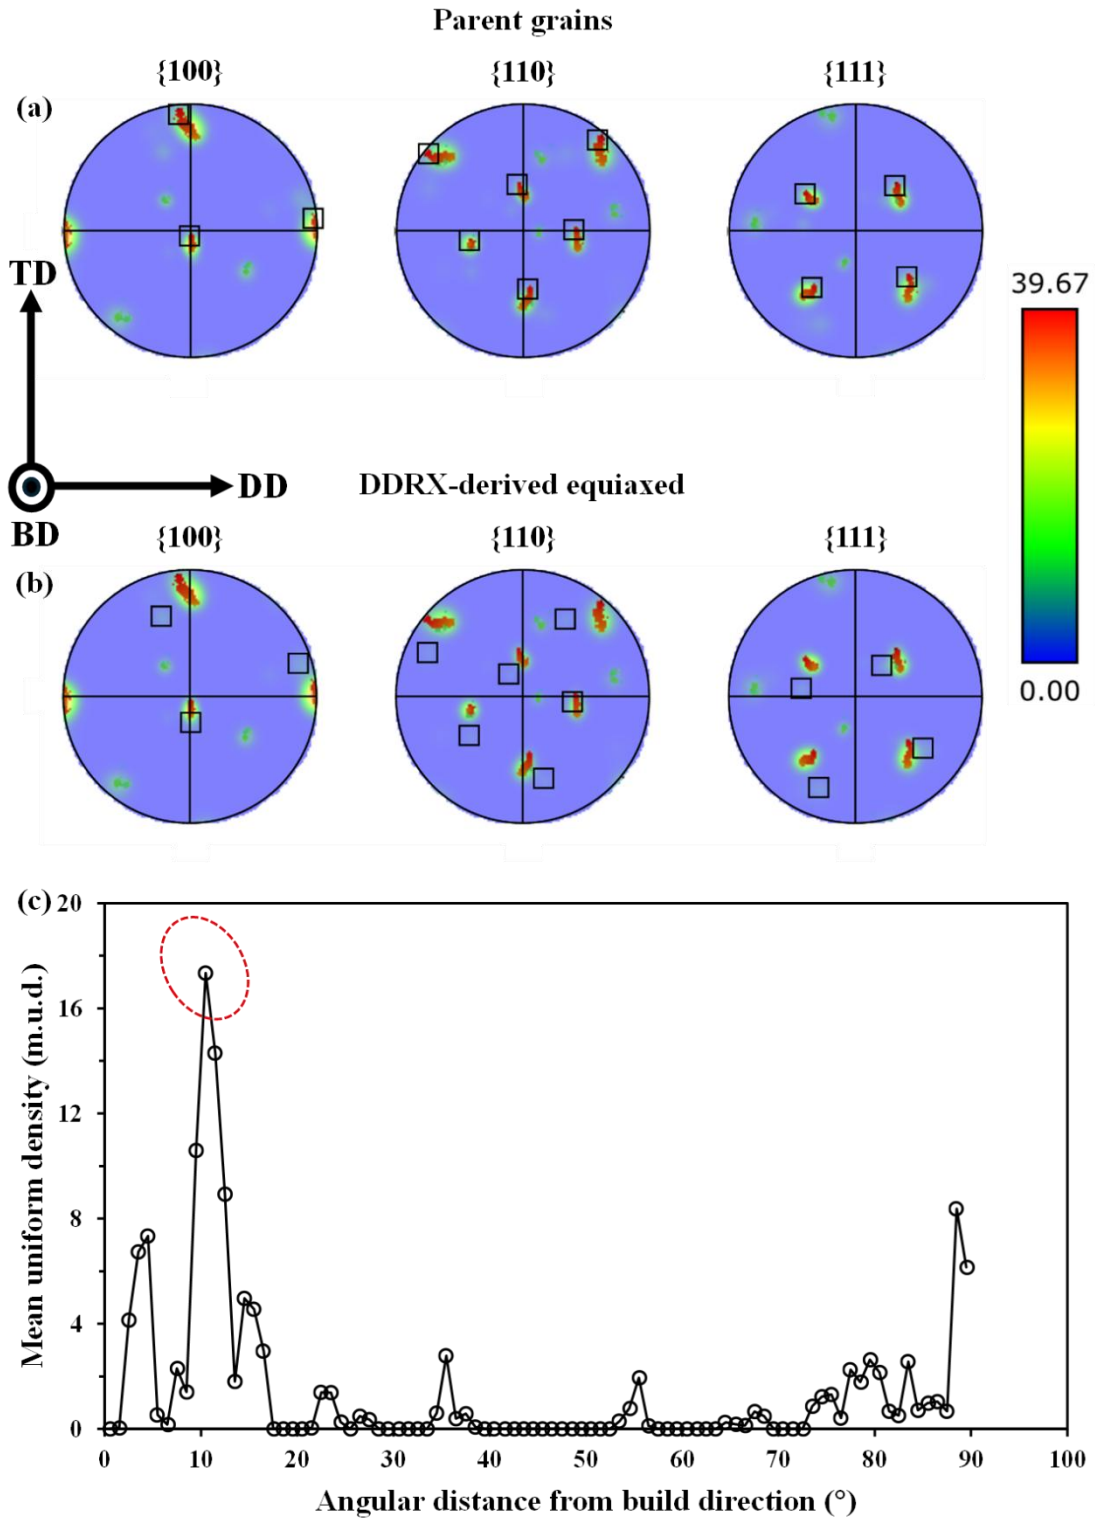 Parent grains
{100} {110} {111}
(a)
TD
39.67
DD
BD
DDRX-derived equiaxed
{100} {110} {111}
(b)
0.00
(c)
20
16
12
8
4
0
Mean uniform density (m.u.d.)
0 10 20 30 40 50 60 70 80 90 100
Angular distance from build direction (°)